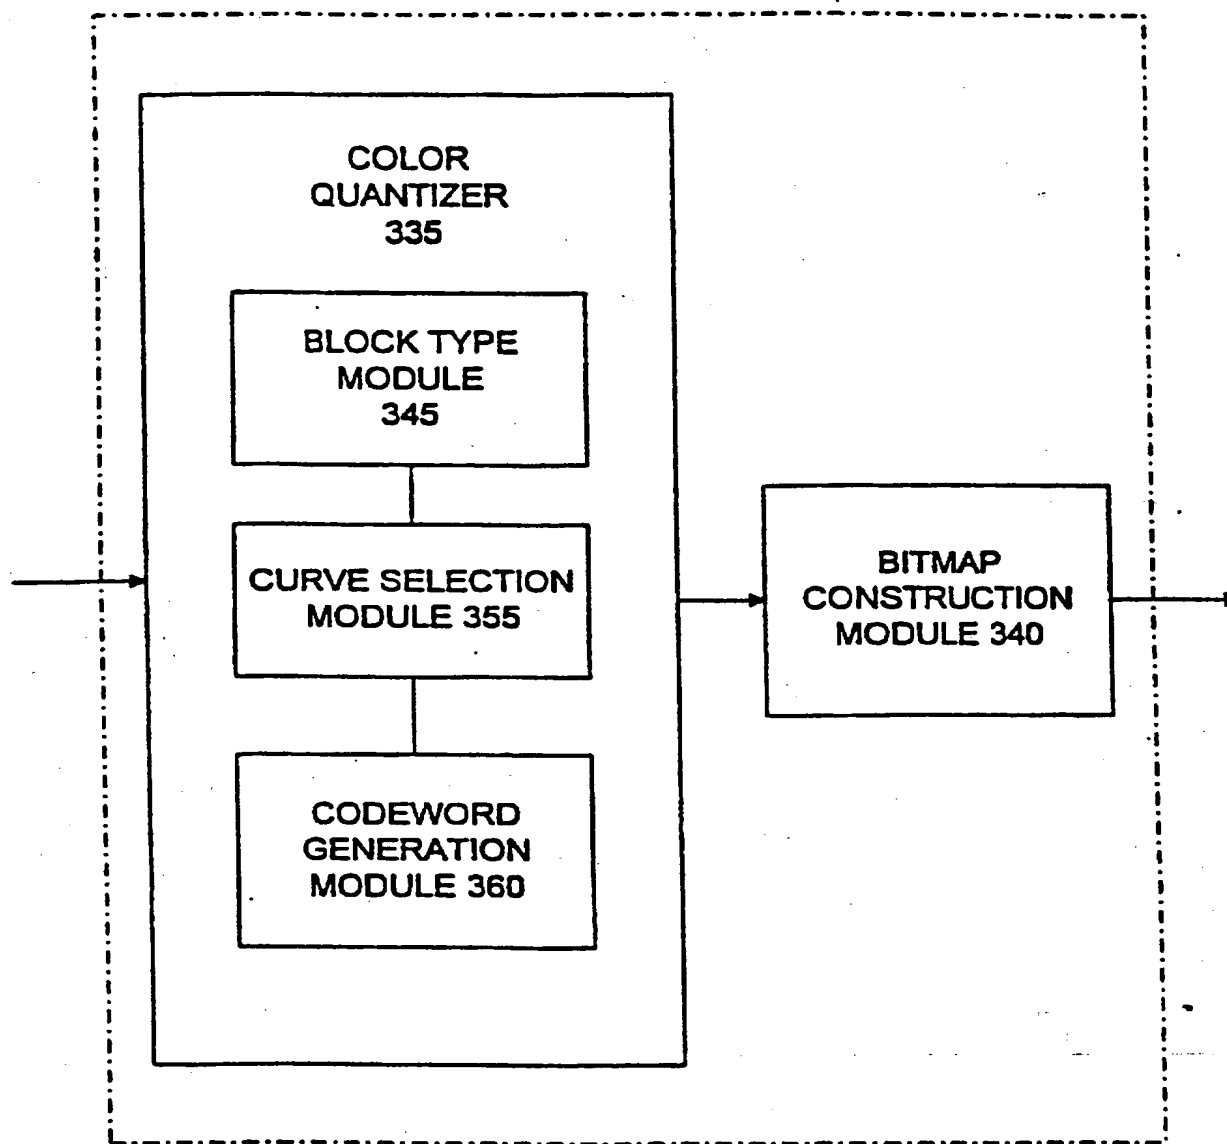 COLOR
QUANTIZER
335
BLOCK TYPE
MODULE
345
CURVE SELECTION
MODULE 355
CODEWORD
GENERATION
MODULE 360
BITMAP
CONSTRUCTION
MODULE 340